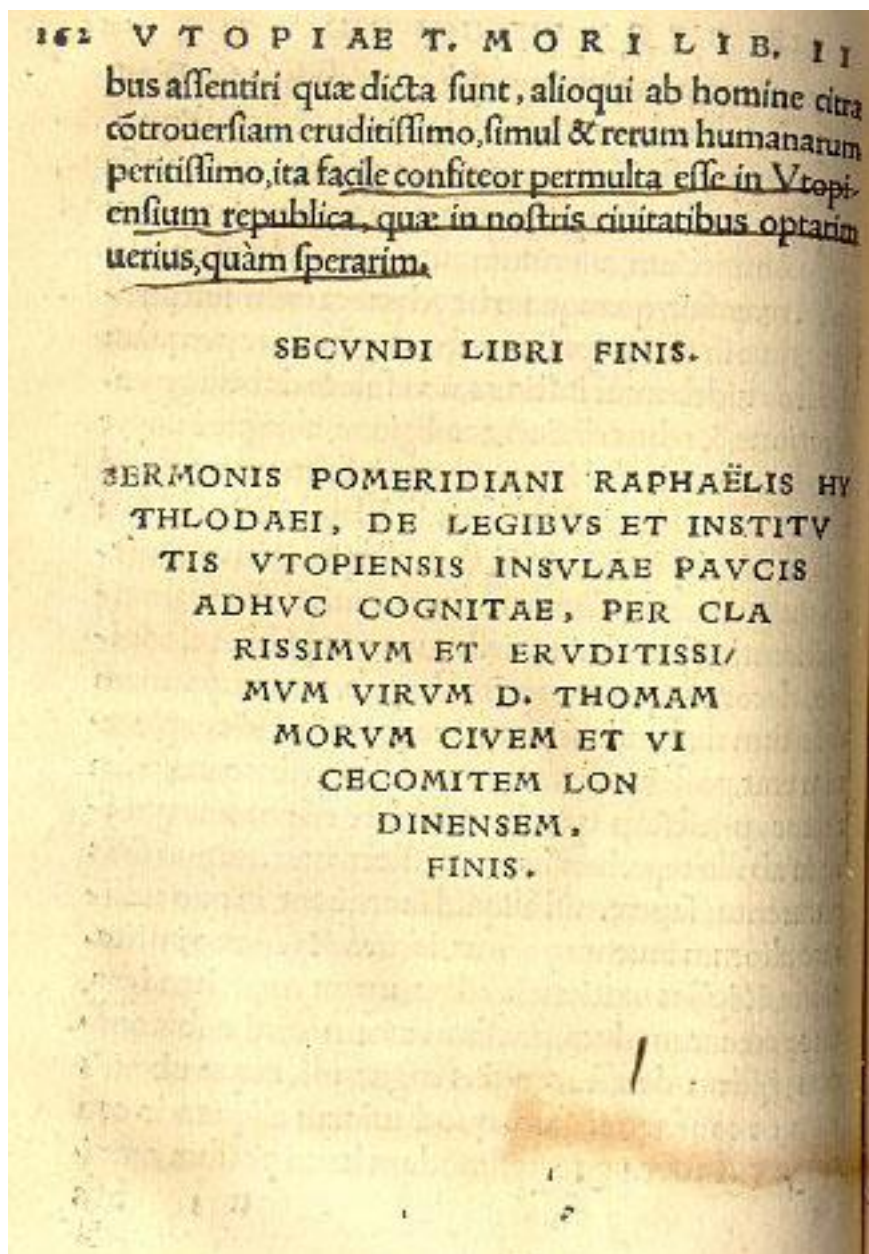 162 VTOPIAE T. MORI LIB. II
bus aſſentiri quæ dicta ſunt, alioqui ab homine citra
cõtrouerſiam eruditiſſimo, ſimul & rerum humanarum
peritiſſimo, ita facile confiteor permulta eſſe in Vtopi-
enſium republica, quæ in noſtris ciuitatibus optarim
uerius, quàm ſperarim.
SECVNDI LIBRI FINIS.
SERMONIS POMERIDIANI RAPHAËLIS HY
THLODAEI, DE LEGIBVS ET INSTITV
TIS VTOPIENSIS INSVLAE PAVCIS
ADHVC COGNITAE, PER CLA
RISSIMVM ET ERVDITISSI/
MVM VIRVM D. THOMAM
MORVM CIVEM ET VI
CECOMITEM LON
DINENSEM.
FINIS.